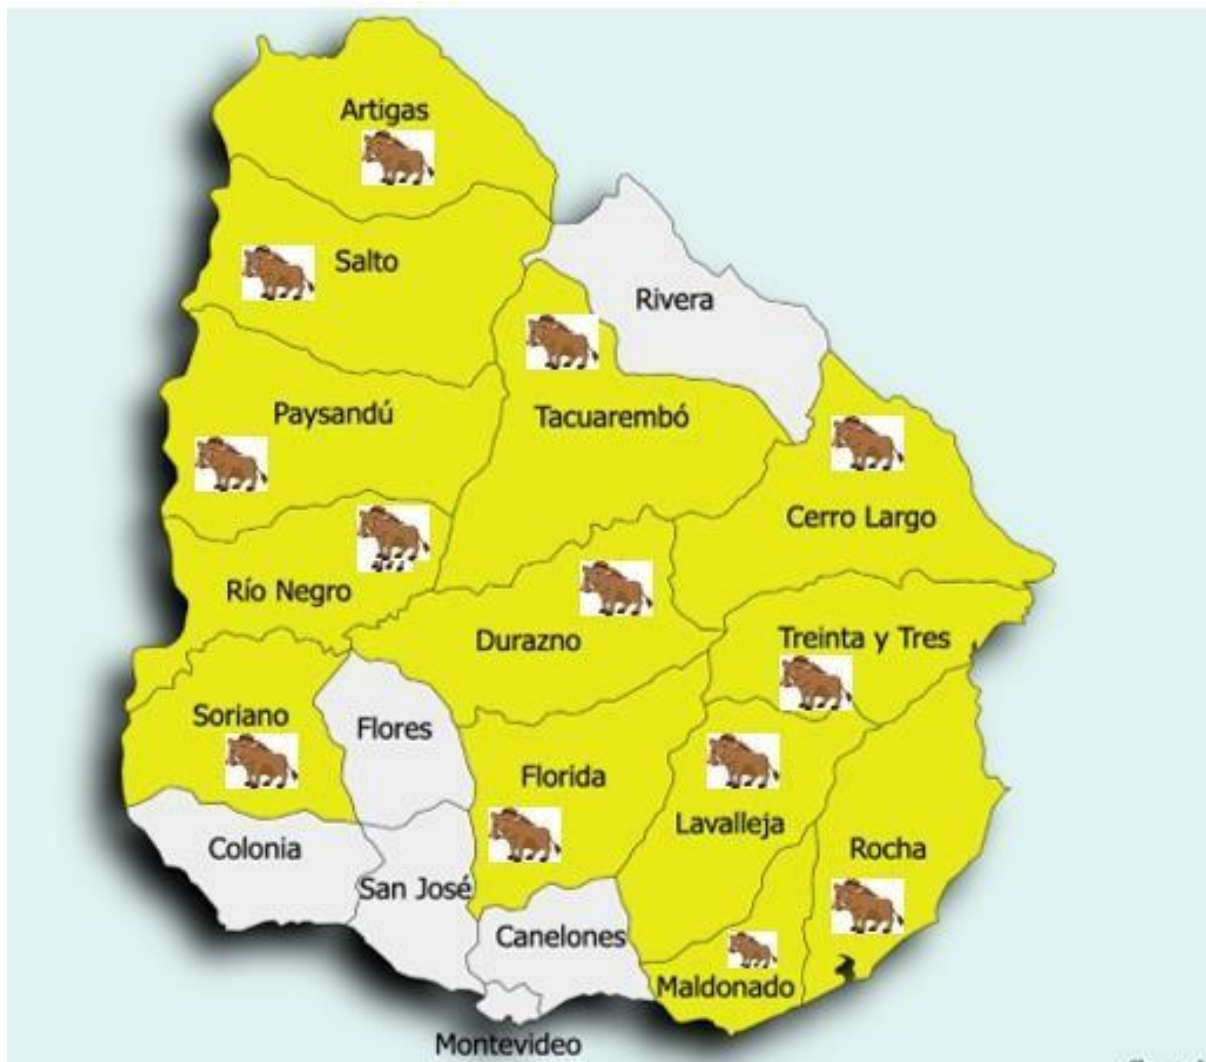 Artigas
Salto
Rivera
Paysandú
Tacuarembó
Cerro Largo
Río Negro
Durazno
Treinta y Tres
Soriano
Flores
Florida
Lavalleja
Colonia
Rocha
San José
Canelones
Maldonado
Montevideo